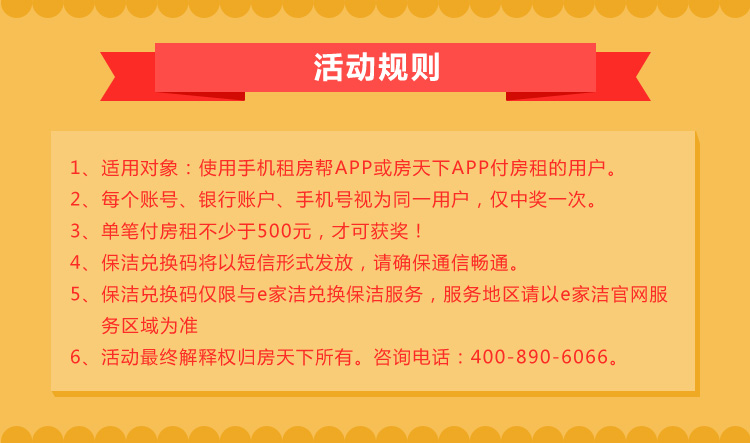 活动规则
1、适用对象：使用手机租房帮APP或房天下APP付房租的用户。
2、每个账号、银行账户、手机号视为同一用户，仅中奖一次。
3、单笔付房租不少于500元，才可获奖！
4、保洁兑换码将以短信形式发放，请确保通信畅通。
5、保洁兑换码仅限与e家洁兑换保洁服务，服务地区请以e家洁官网服
务区域为准
6、活动最终解释权归房天下所有。咨询电话：400-890-6066。